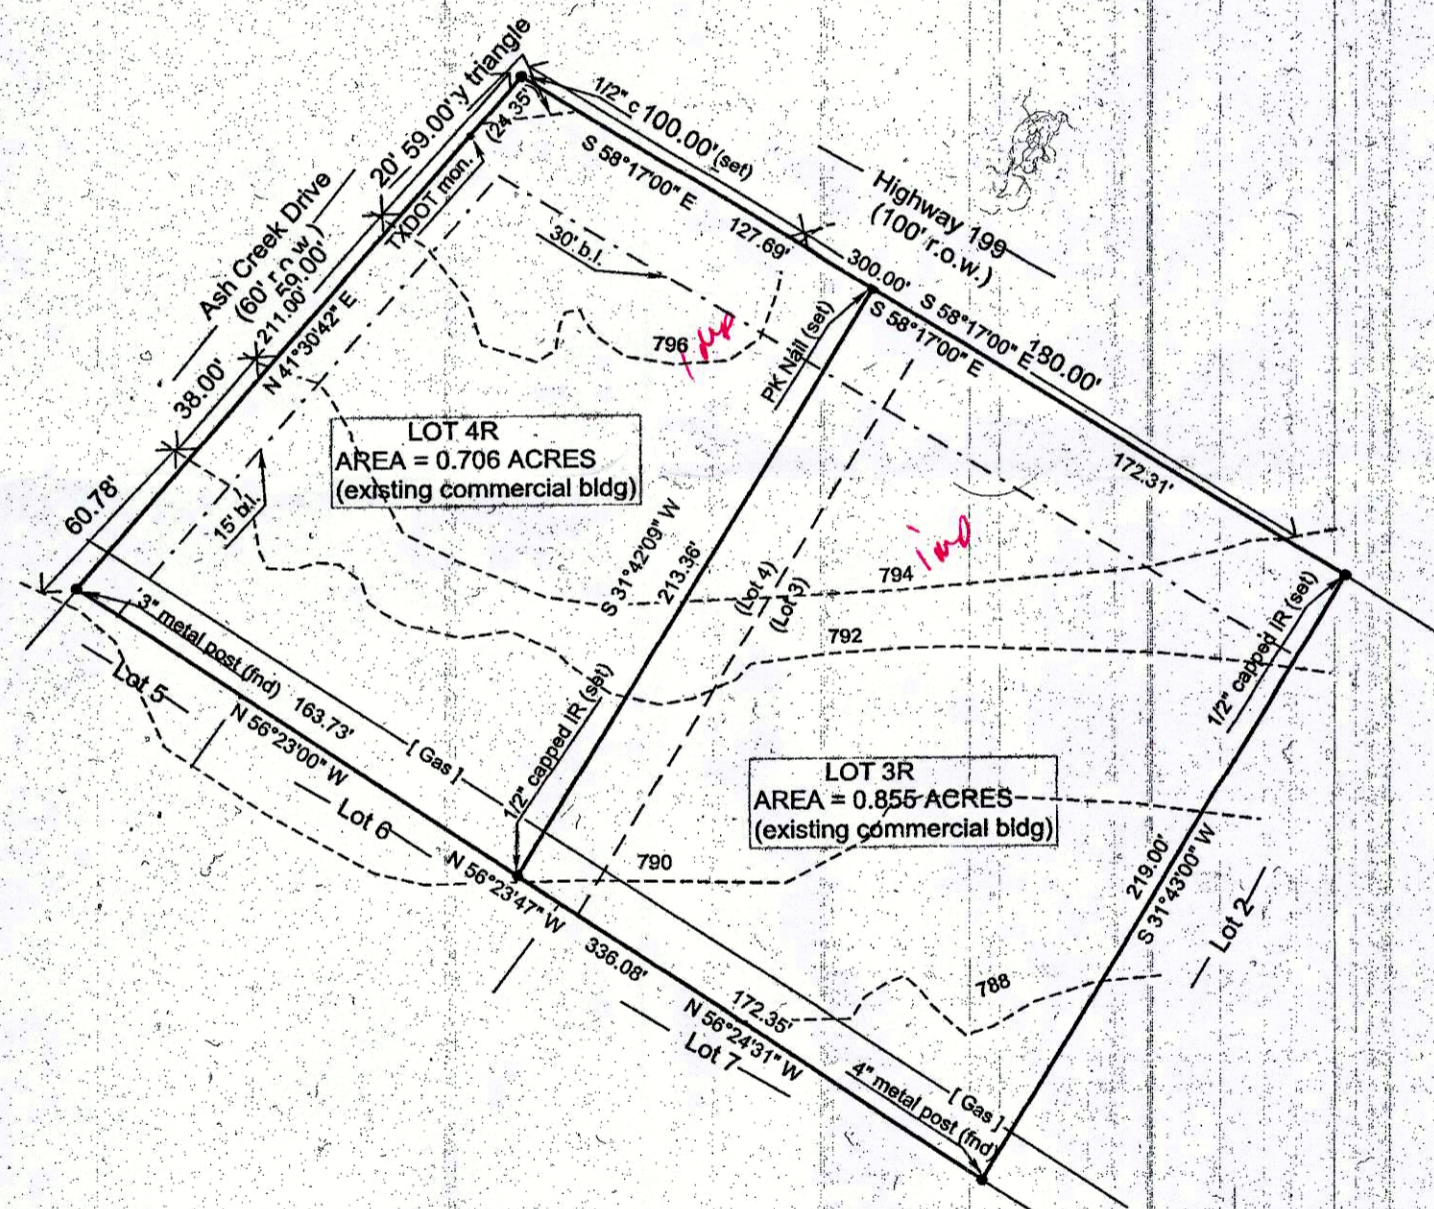 20' 59.00' y triangle
(24.35')
TXDOT mon.
1/2" c 100.00' (set)
S 58°17'00" E
127.69'
Highway 199
(100' r.o.w.)
300.00' S 58°17'00" E
S 58°17'00" E
180.00'
172.31'
Ash Creek Drive
(60' r.o.w.)
59.00'
211.00'
N 41°30'42" E
38.00'
60.78'
30' b.l.
15' b.l.
796
imp
PK Nail (set)
LOT 4R
AREA = 0.706 ACRES
(existing commercial bldg)
S 31°42'09" W
213.36'
(Lot 4)
(Lot 3)
794
imp
792
1/2" capped IR (set)
3" metal post (fnd)
163.73'
[ Gas ]
Lot 5
N 56°23'00" W
Lot 6
1/2" capped IR (set)
LOT 3R
AREA = 0.855 ACRES
(existing commercial bldg)
790
N 56°23'47" W
336.08'
219.00'
S 31°43'00" W
Lot 2
788
172.35'
N 56°24'31" W
Lot 7
4" metal post (fnd)
[ Gas ]